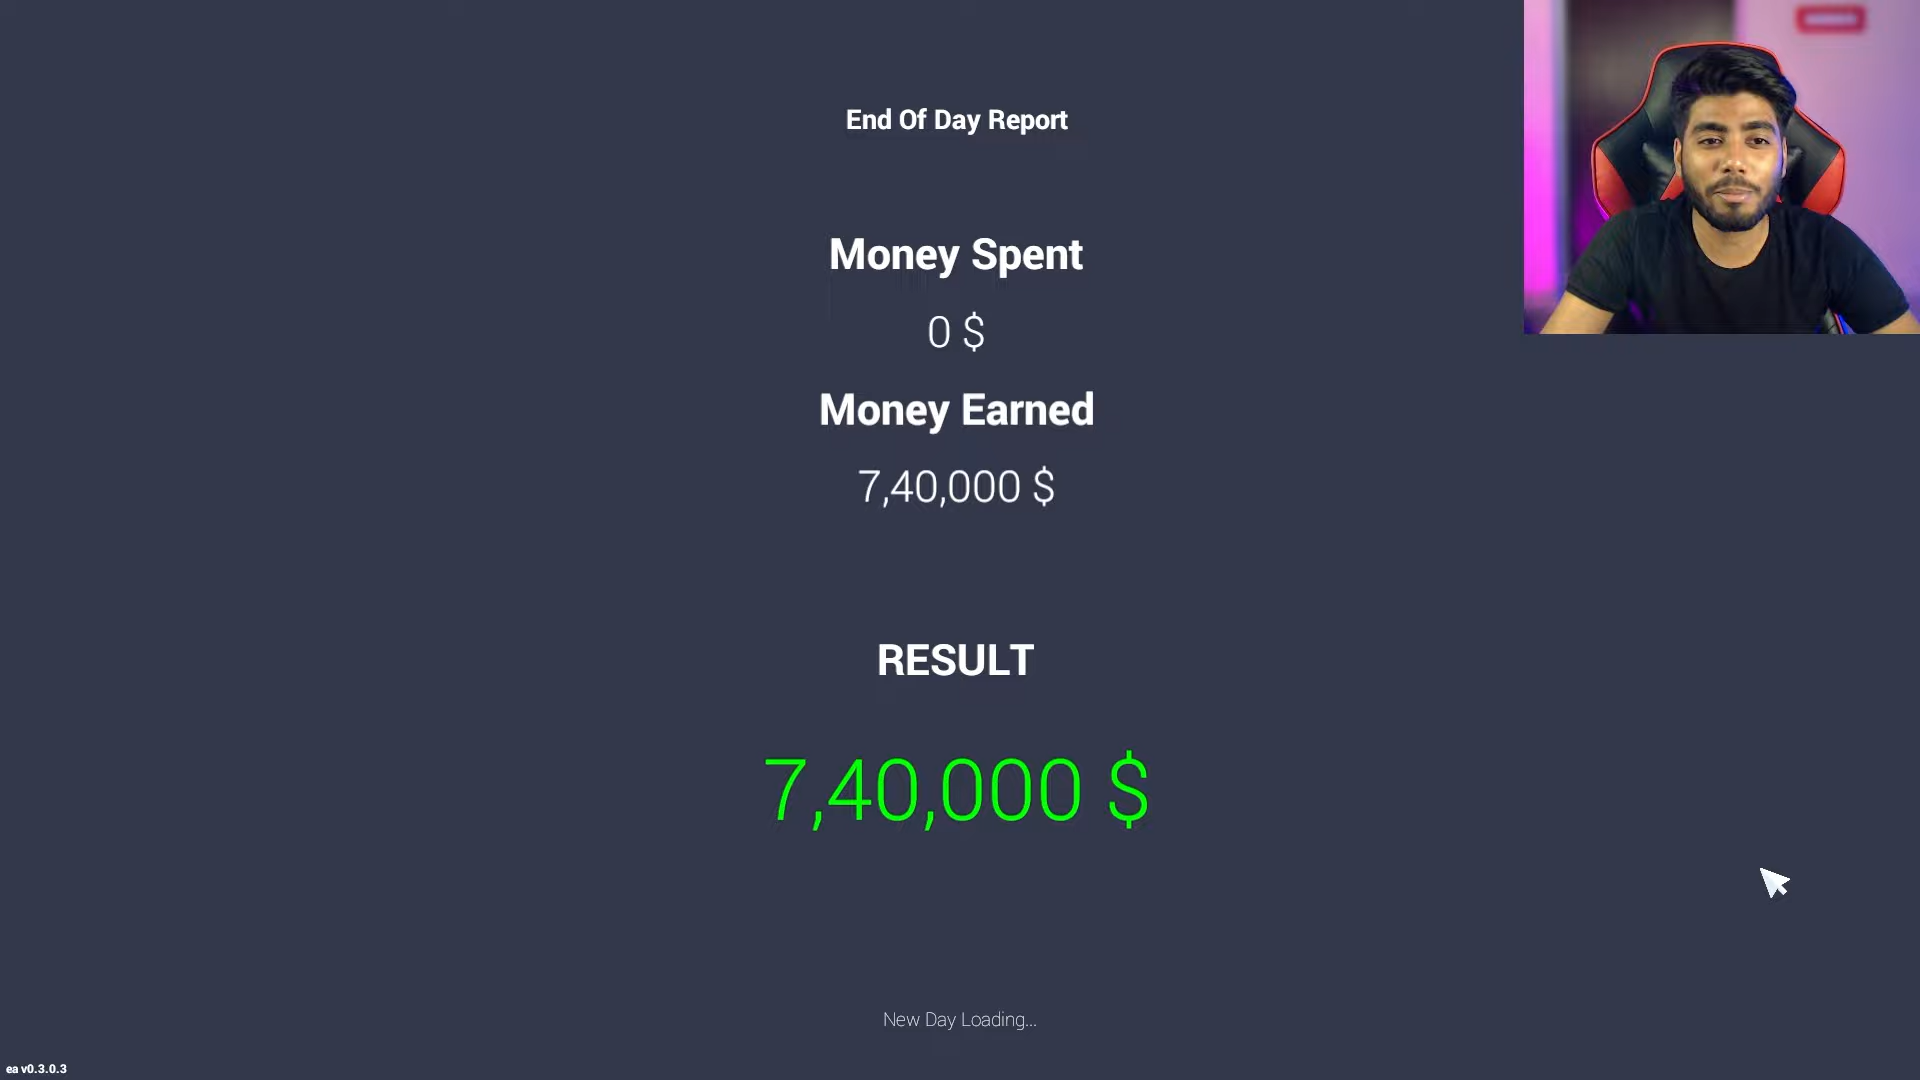 End Of Day Report
Money Spent
0 $
Money Earned
7,40,000 $
RESULT
7,40,000 $
New Day Loading...
ea v0.3.0.3